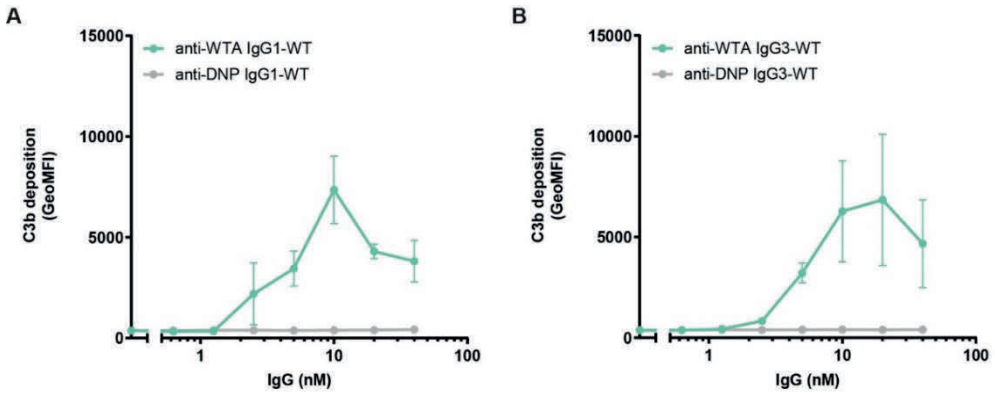 A
15000
10000
5000
0
C3b deposition
(GeoMFI)
anti-WTA IgG1-WT
anti-DNP IgG1-WT
1
10
100
IgG (nM)
B
15000
10000
5000
0
C3b deposition
(GeoMFI)
anti-WTA IgG3-WT
anti-DNP IgG3-WT
1
10
100
IgG (nM)